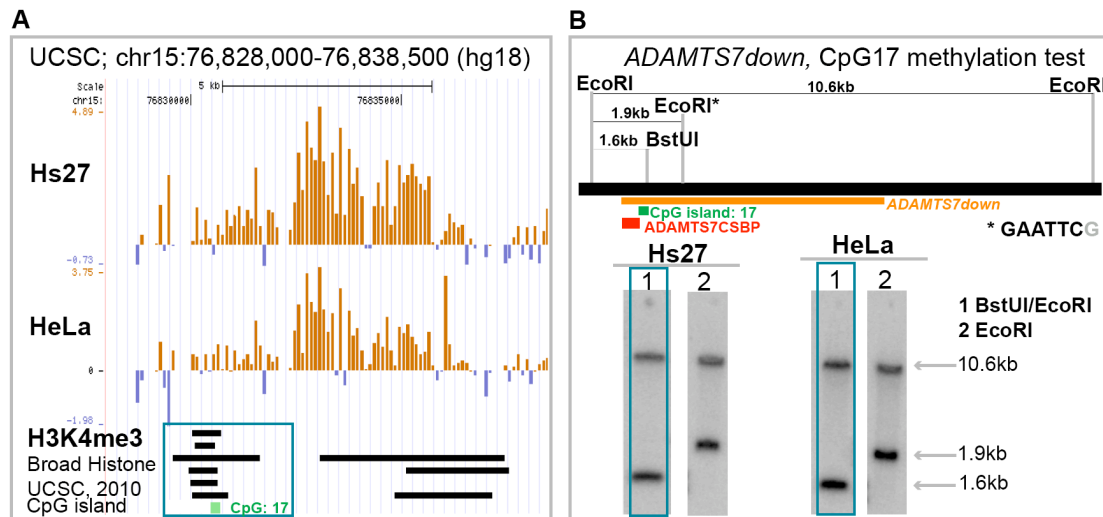 A
UCSC; chr15:76,828,000-76,838,500 (hg18)
Scale
5 kb
chr15:
76830000
76835000
4.89
Hs27
-0.73
3.75
HeLa
0
-1.98
H3K4me3
Broad Histone
UCSC, 2010
CpG island
CpG: 17
B
ADAMTS7down, CpG17 methylation test
EcoRI
10.6kb
EcoRI
1.9kb
EcoRI*
1.6kb
BstUI
ADAMTS7down
CpG island: 17
ADAMTS7CSBP
* GAATTCG
Hs27
HeLa
1
2
1
2
1 BstUI/EcoRI
2 EcoRI
10.6kb
1.9kb
1.6kb